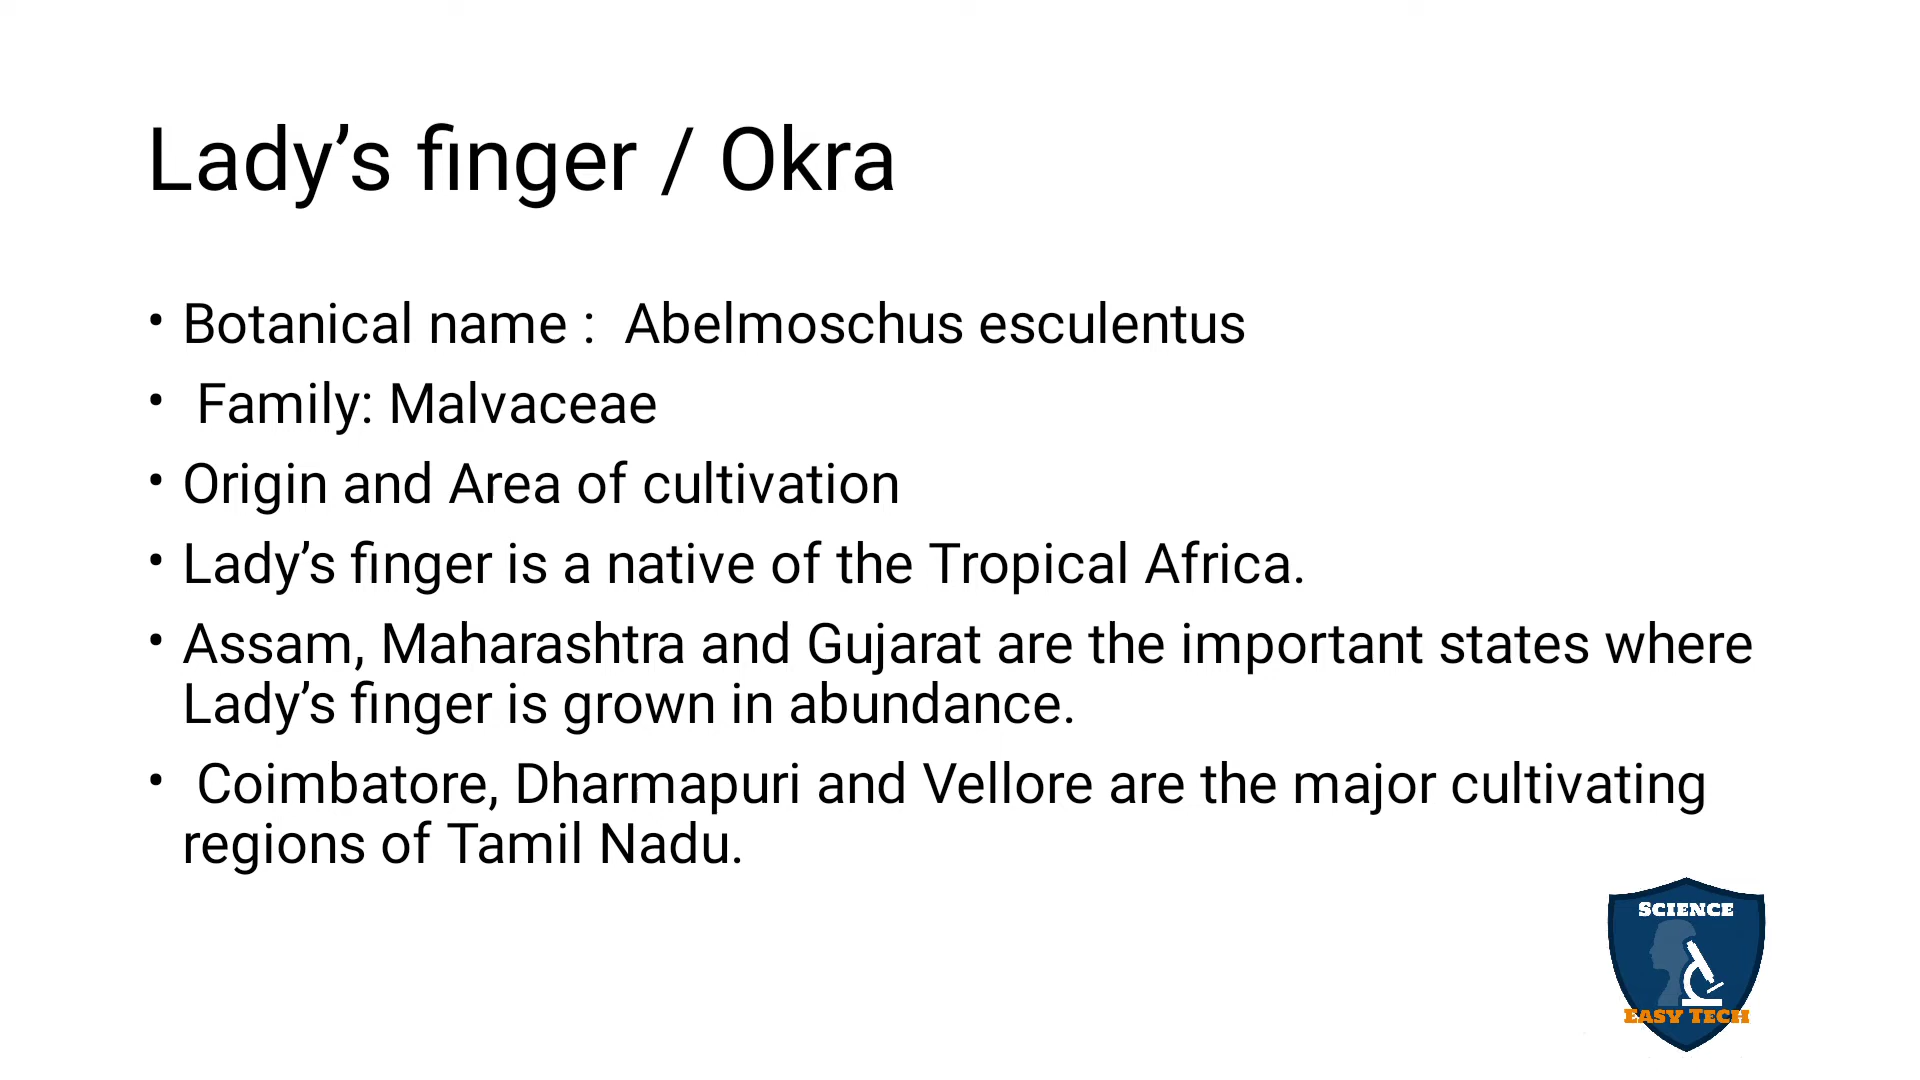 Lady’s finger / Okra
• Botanical name :  Abelmoschus esculentus
•  Family: Malvaceae
• Origin and Area of cultivation
• Lady’s finger is a native of the Tropical Africa.
• Assam, Maharashtra and Gujarat are the important states where
Lady’s finger is grown in abundance.
•  Coimbatore, Dharmapuri and Vellore are the major cultivating
regions of Tamil Nadu.
SCIENCE
EASY TECH